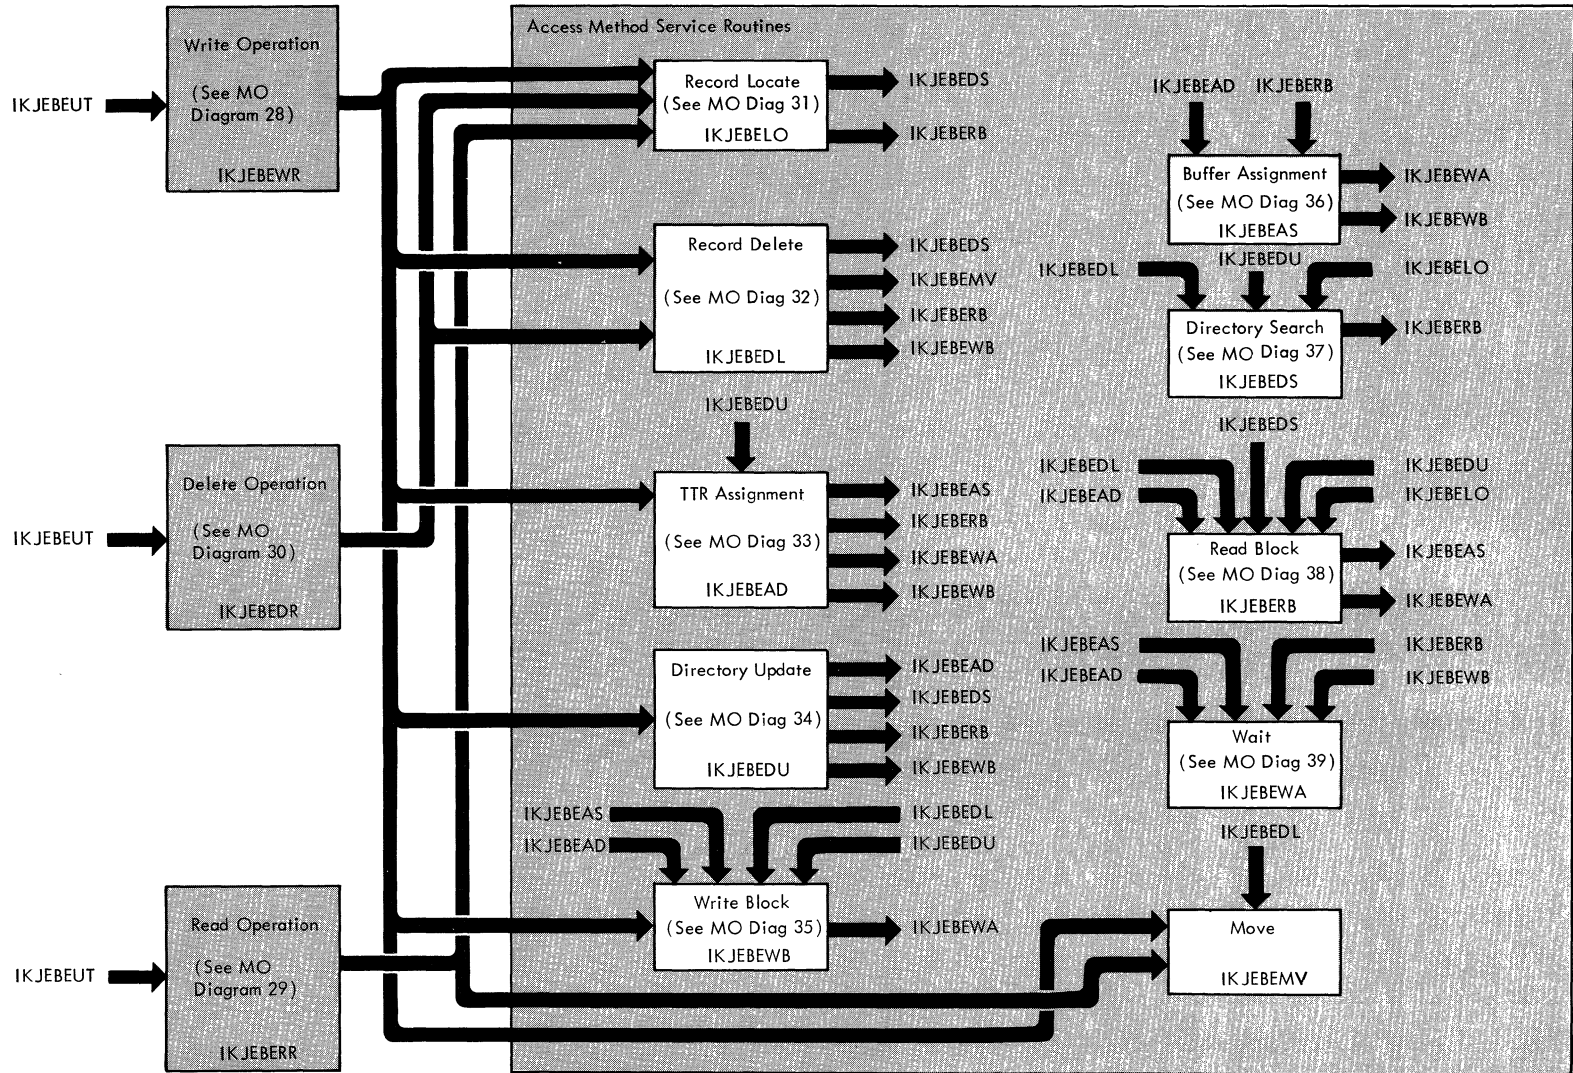 Access Method Service Routines
IKJEBEUT
Write Operation
(See MO
Diagram 28)
IKJEBEWR
Record Locate
(See MO Diag 31)
IKJEBELO
IKJEBEDS
IKJEBERB
Record Delete
(See MO Diag 32)
IKJEBEDL
IKJEBEDS
IKJEBEMV
IKJEBERB
IKJEBEWB
IKJEBEUT
Delete Operation
(See MO
Diagram 30)
IKJEBEDR
IKJEBEDU
TTR Assignment
(See MO Diag 33)
IKJEBEAD
IKJEBEAS
IKJEBERB
IKJEBEWA
IKJEBEWB
Directory Update
(See MO Diag 34)
IKJEBEDU
IKJEBEAD
IKJEBEDS
IKJEBERB
IKJEBEWB
IKJEBEAS
IKJEBEAD
IKJEBEDL
IKJEBEDU
Write Block
(See MO Diag 35)
IKJEBEWB
IKJEBEWA
IKJEBEUT
Read Operation
(See MO
Diagram 29)
IKJEBERR
IKJEBEAD IKJEBERB
Buffer Assignment
(See MO Diag 36)
IKJEBEAS
IKJEBEWA
IKJEBEWB
IKJEBEDL
IKJEBEDU
IKJEBELO
Directory Search
(See MO Diag 37)
IKJEBEDS
IKJEBERB
IKJEBEDS
IKJEBEDL
IKJEBEAD
IKJEBEDU
IKJEBELO
Read Block
(See MO Diag 38)
IKJEBERB
IKJEBEAS
IKJEBEWA
IKJEBEAS
IKJEBEAD
IKJEBERB
IKJEBEWB
Wait
(See MO Diag 39)
IKJEBEWA
IKJEBEDL
Move
IKJEBEMV